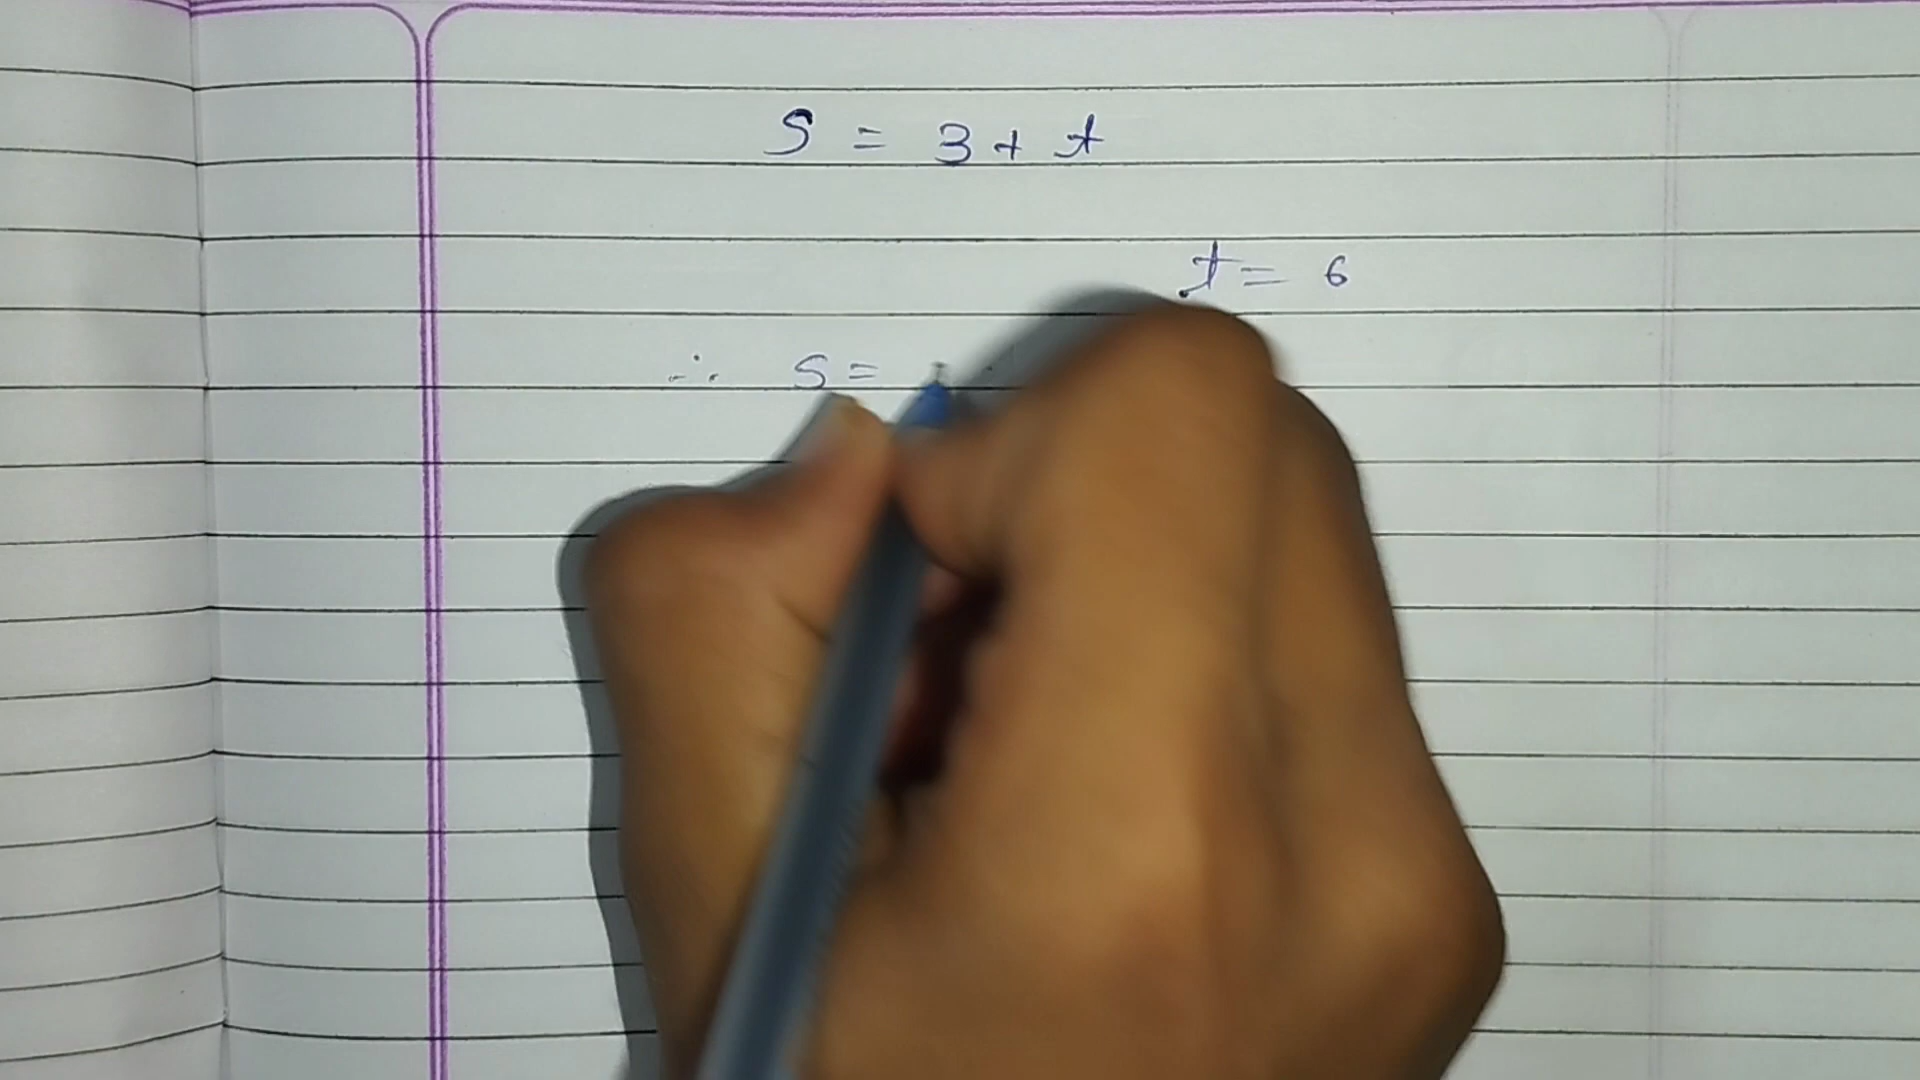 S = 3 + t
t = 6
∴ S =